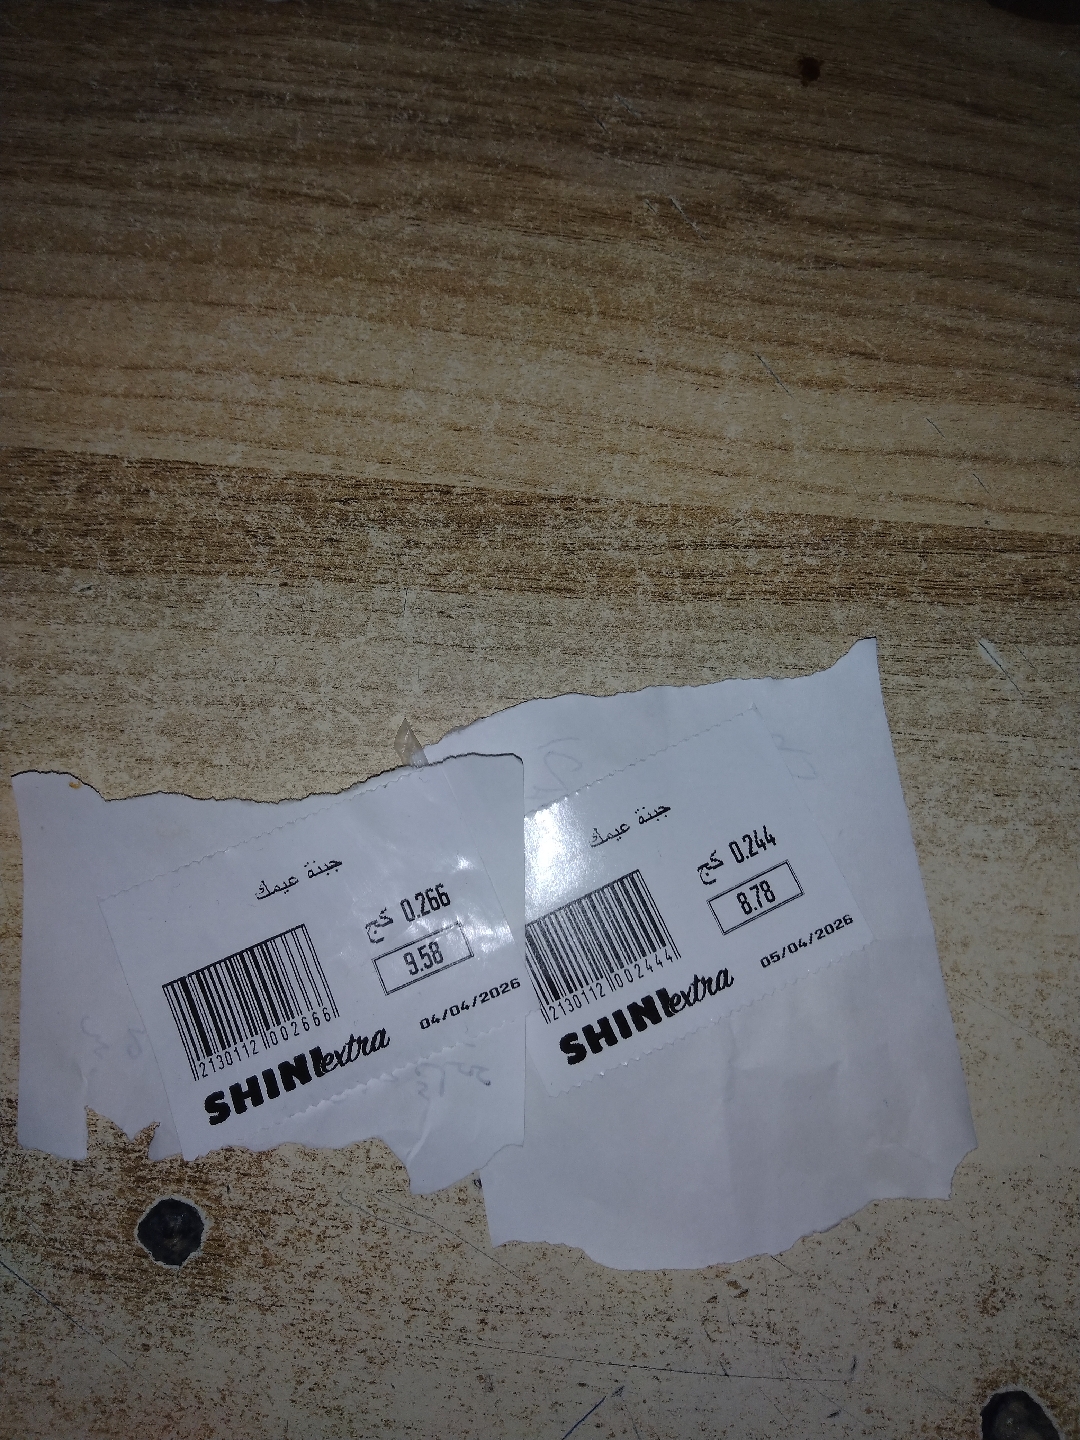 جبنة عيمك
كج 0.266
9.58
2130112 002666
04/04/2026
SHINI extra
جبنة عيمك
كج 0.244
8.78
2130112 002444
05/04/2026
SHINI extra